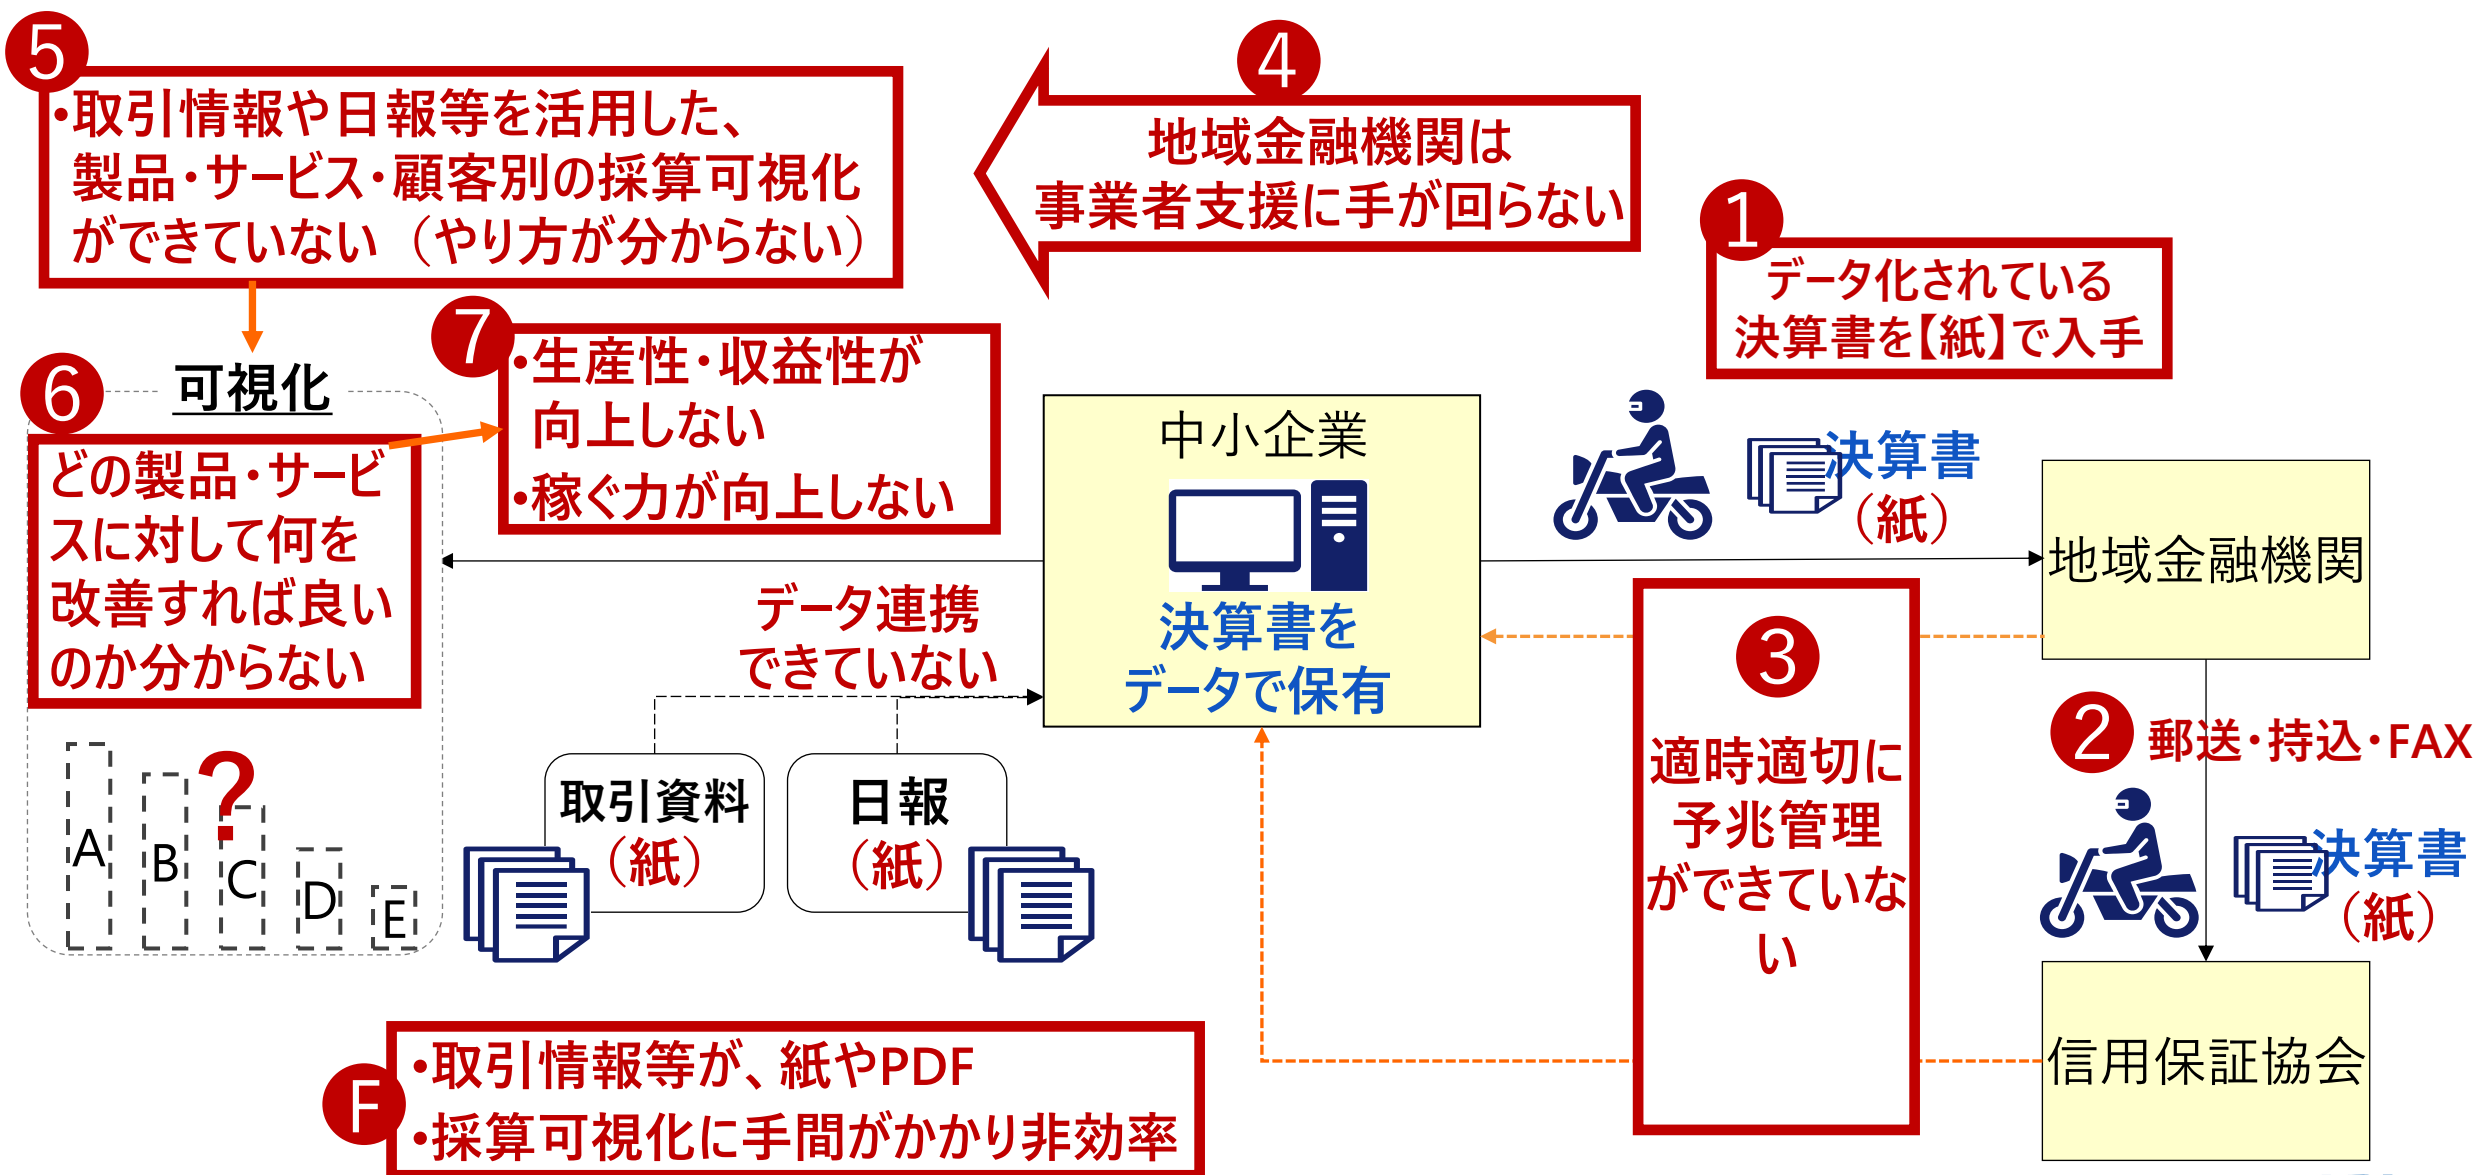 5
・取引情報や日報等を活用した、
製品・サービス・顧客別の採算可視化
ができていない（やり方が分からない）
4
地域金融機関は
事業者支援に手が回らない
1
データ化されている
決算書を【紙】で入手
可視化
6
どの製品・サービ
スに対して何を
改善すれば良い
のか分からない
7
・生産性・収益性が
向上しない
・稼ぐ力が向上しない
中小企業
決算書を
データで保有
決算書
（紙）
地域金融機関
データ連携
できていない
3
適時適切に
予兆管理
ができていな
い
2
郵送・持込・FAX
取引資料
（紙）
日報
（紙）
決算書
（紙）
?
A
B
C
D
E
信用保証協会
F
・取引情報等が、紙やPDF
・採算可視化に手間がかかり非効率